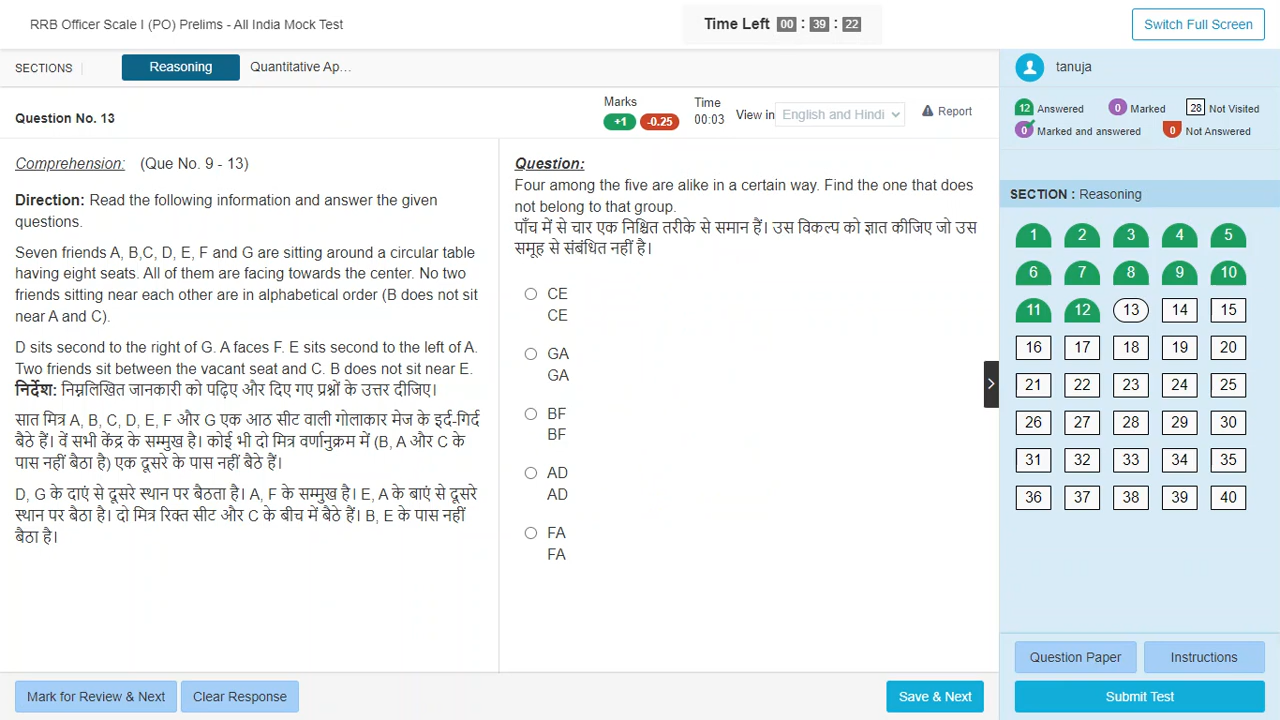 RRB Officer Scale I (PO) Prelims - All India Mock Test
Time Left 00 : 39 : 22
Switch Full Screen
SECTIONS
Reasoning
Quantitative Ap...
tanuja
Question No. 13
Marks
+1 -0.25
Time
00:03
View in English and Hindi
Report
12 Answered
0 Marked
28 Not Visited
0 Marked and answered
0 Not Answered
Comprehension: (Que No. 9 - 13)
Direction: Read the following information and answer the given
questions.
Seven friends A, B,C, D, E, F and G are sitting around a circular table
having eight seats. All of them are facing towards the center. No two
friends sitting near each other are in alphabetical order (B does not sit
near A and C).
D sits second to the right of G. A faces F. E sits second to the left of A.
Two friends sit between the vacant seat and C. B does not sit near E.
निर्देश: निम्नलिखित जानकारी को पढ़िए और दिए गए प्रश्नों के उत्तर दीजिए।
सात मित्र A, B, C, D, E, F और G एक आठ सीट वाली गोलाकार मेज के इर्द-गिर्द
बैठे हैं। वें सभी केंद्र के सम्मुख है। कोई भी दो मित्र वर्णानुक्रम में (B, A और C के
पास नहीं बैठा है) एक दूसरे के पास नहीं बैठे हैं।
D, G के दाएं से दूसरे स्थान पर बैठता है। A, F के सम्मुख है। E, A के बाएं से दूसरे
स्थान पर बैठा है। दो मित्र रिक्त सीट और C के बीच में बैठे हैं। B, E के पास नहीं
बैठा है।
Question:
Four among the five are alike in a certain way. Find the one that does
not belong to that group.
पाँच में से चार एक निश्चित तरीके से समान हैं। उस विकल्प को ज्ञात कीजिए जो उस
समूह से संबंधित नहीं है।
CE
CE
GA
GA
BF
BF
AD
AD
FA
FA
SECTION : Reasoning
1 2 3 4 5
6 7 8 9 10
11 12 13 14 15
16 17 18 19 20
21 22 23 24 25
26 27 28 29 30
31 32 33 34 35
36 37 38 39 40
Question Paper
Instructions
Mark for Review & Next
Clear Response
Save & Next
Submit Test